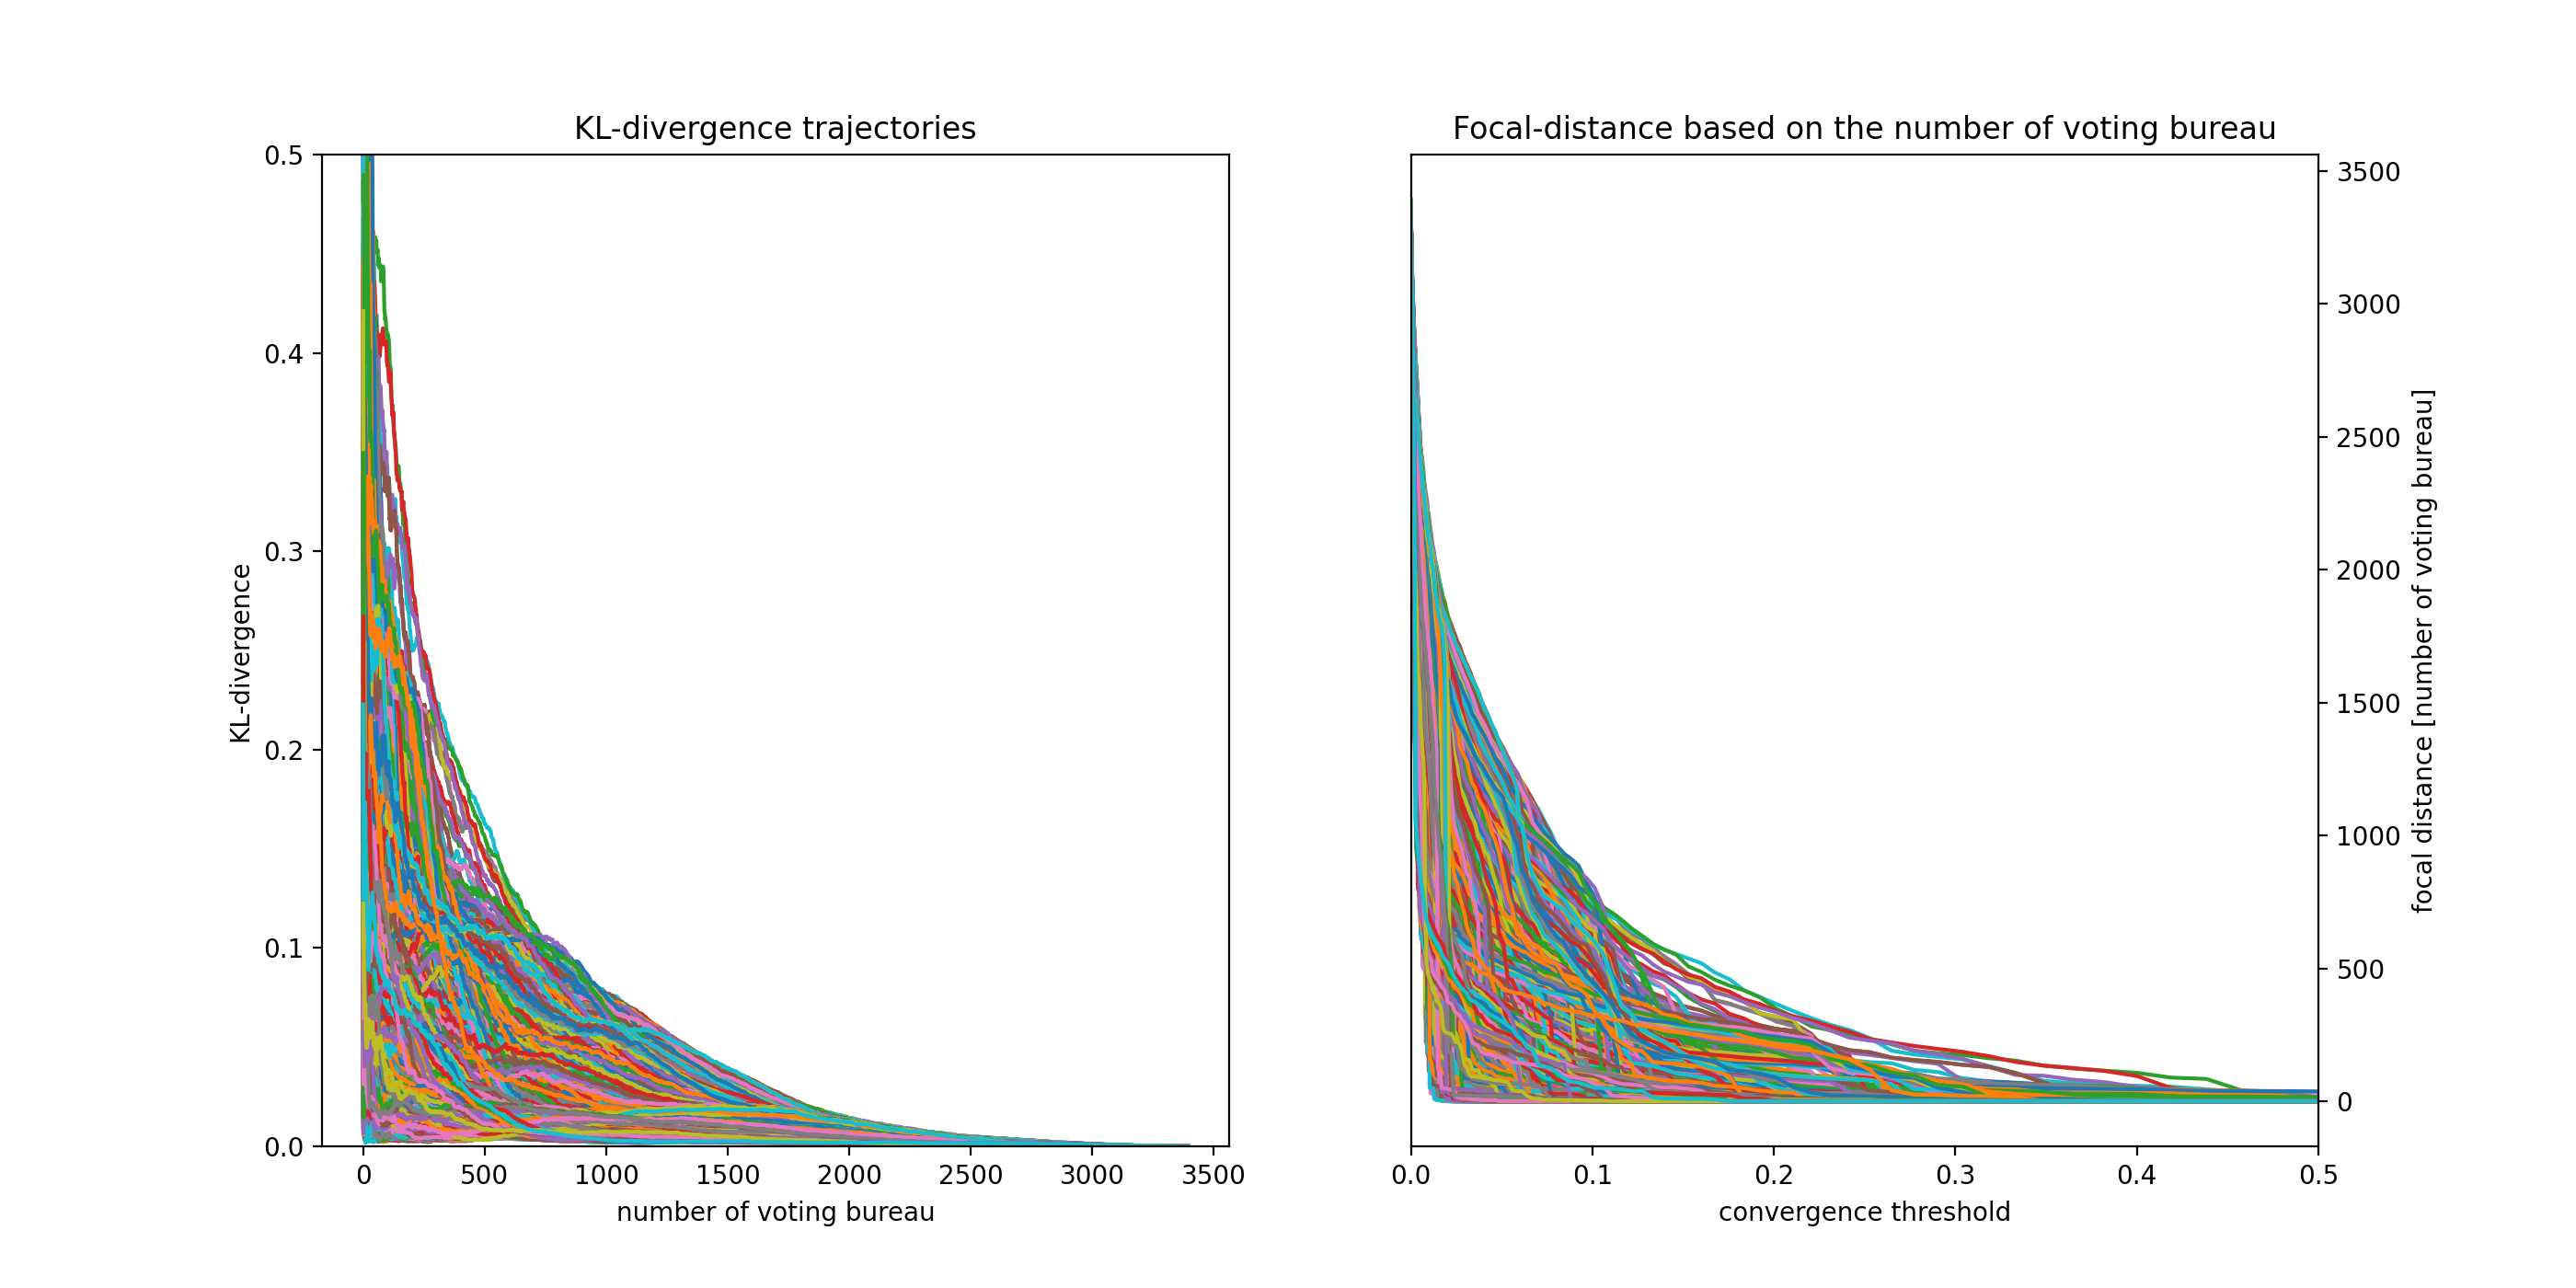 KL-divergence trajectories
0.5
0.4
0.3
0.2
0.1
0.0
KL-divergence
0 500 1000 1500 2000 2500 3000 3500
number of voting bureau
Focal-distance based on the number of voting bureau
3500
3000
2500
2000
1500
1000
500
0
focal distance [number of voting bureau]
0.0 0.1 0.2 0.3 0.4 0.5
convergence threshold